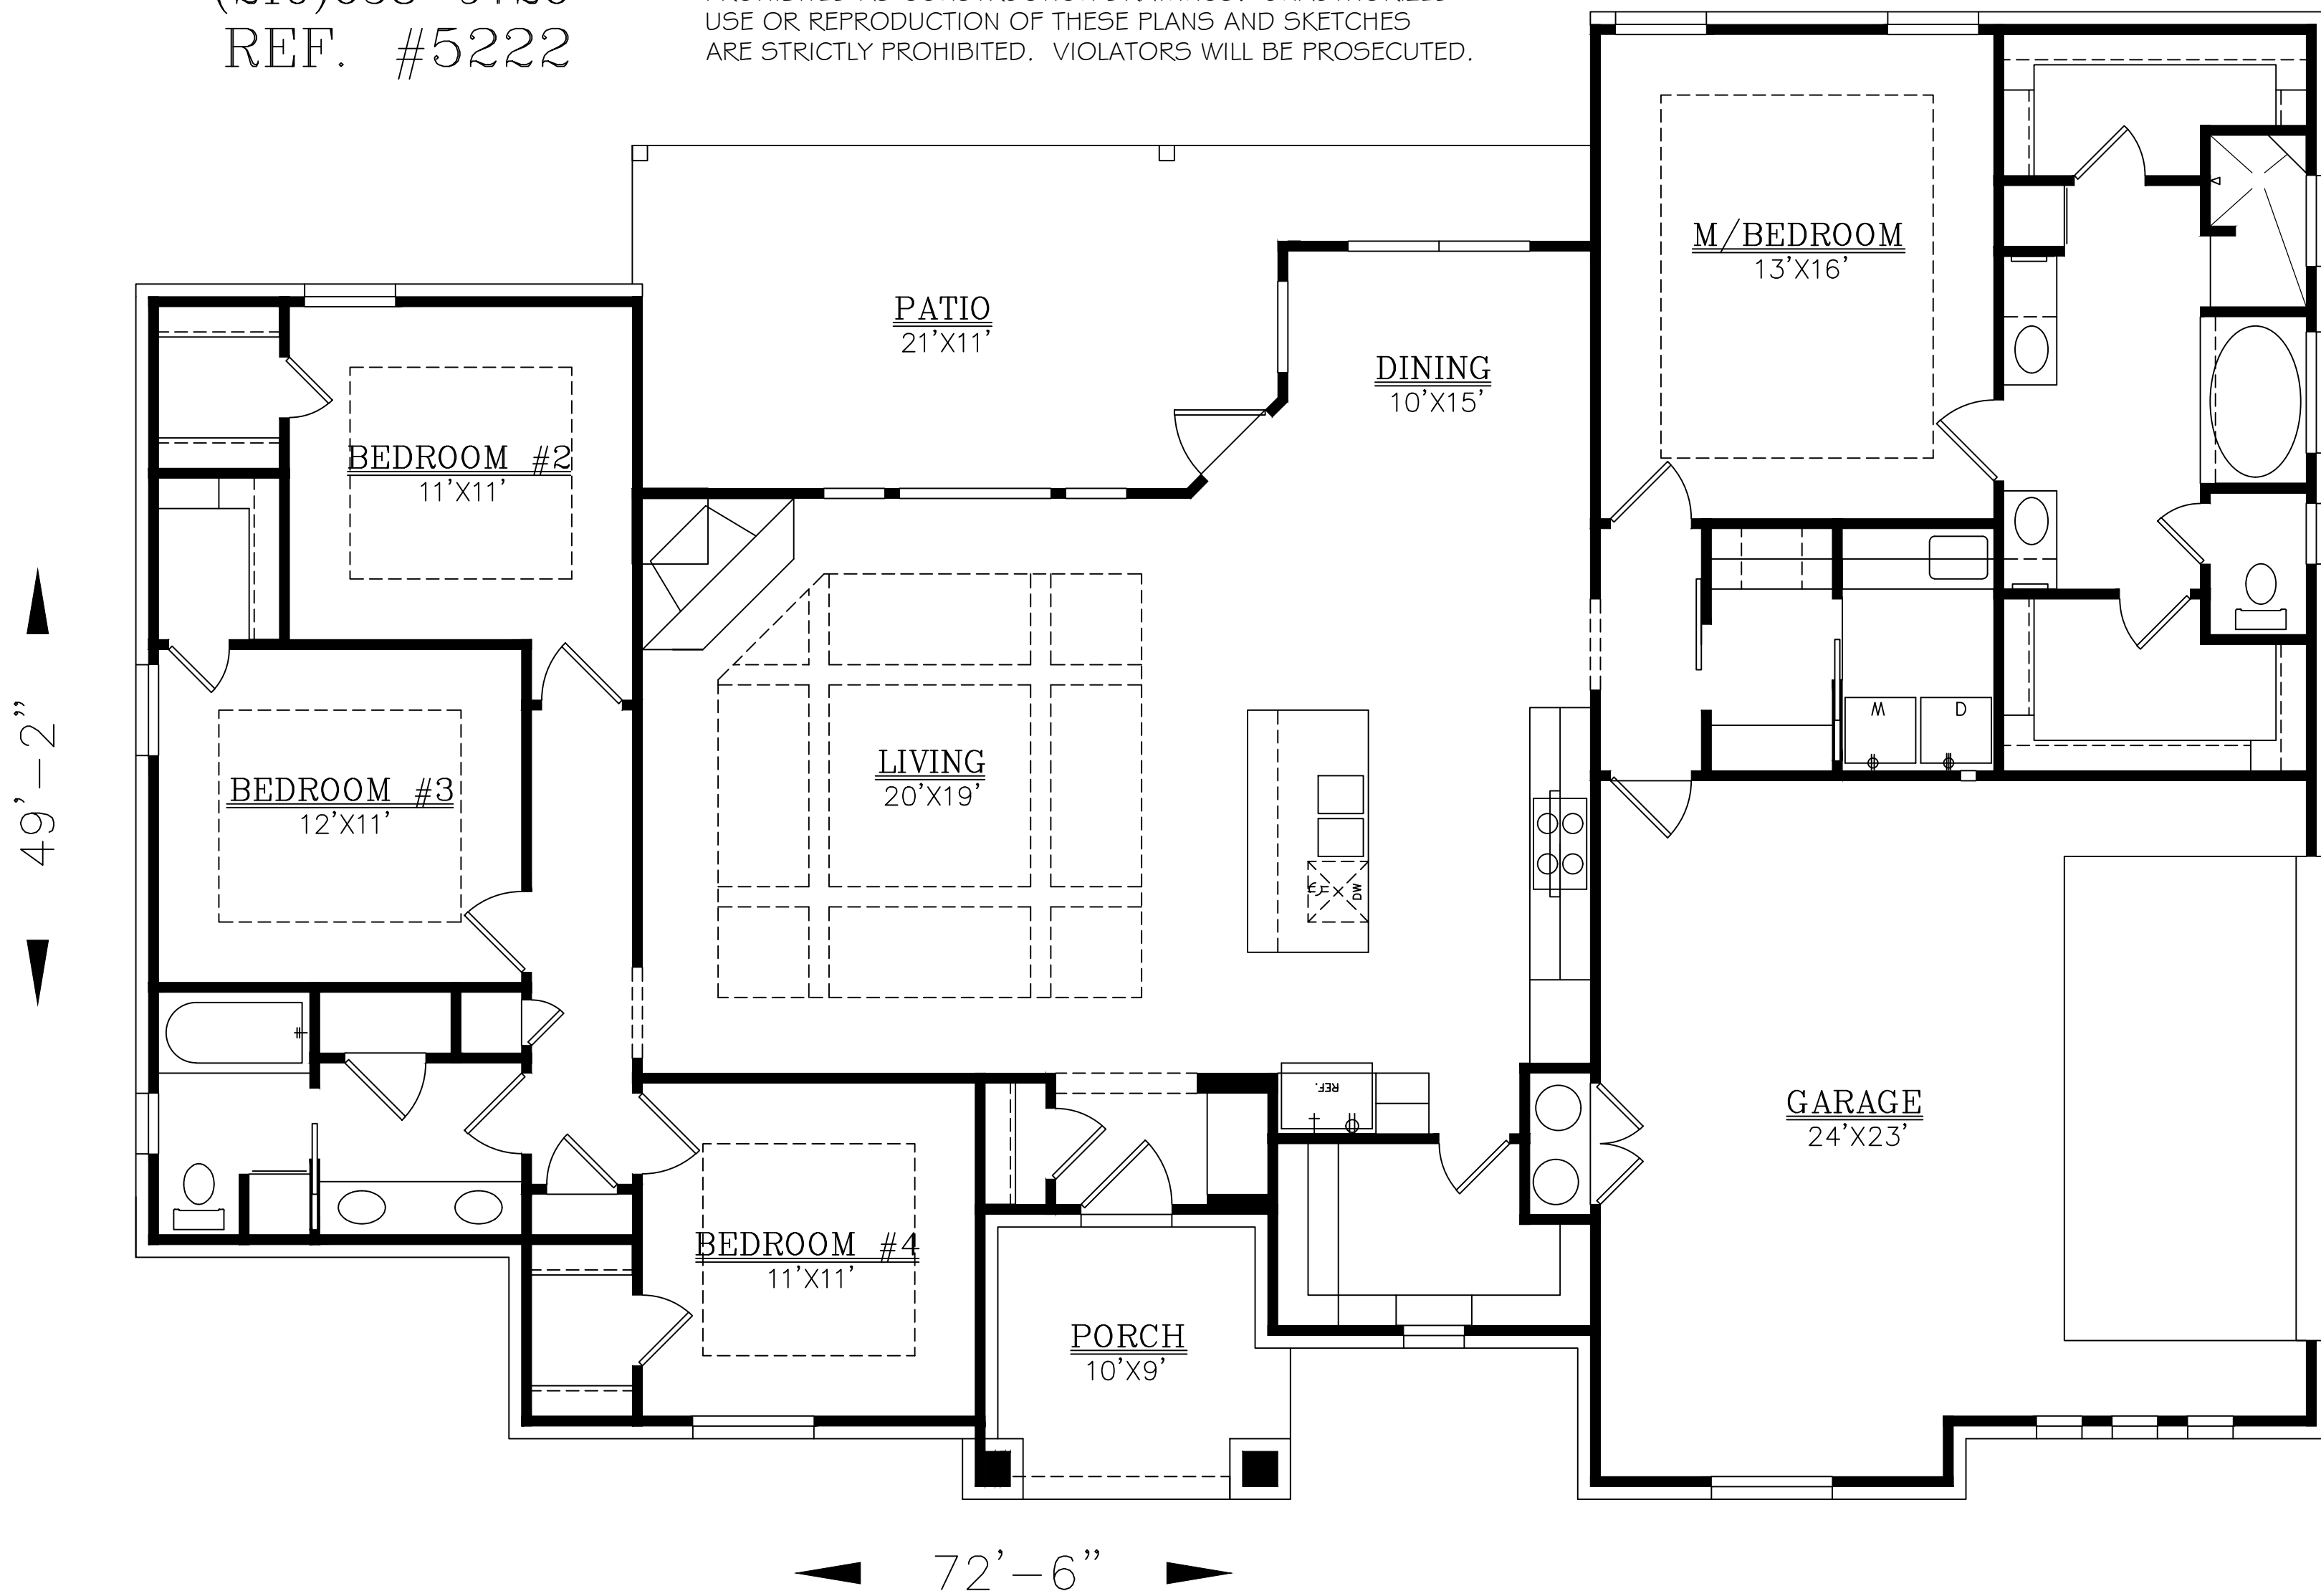 REF. #5222
USE OR REPRODUCTION OF THESE PLANS AND SKETCHES
ARE STRICTLY PROHIBITED. VIOLATORS WILL BE PROSECUTED.
M/BEDROOM
13'X16'
PATIO
21'X11'
DINING
10'X15'
BEDROOM #2
11'X11'
49'-2"
BEDROOM #3
12'X11'
LIVING
20'X19'
W
D
DW
REF.
GARAGE
24'X23'
BEDROOM #4
11'X11'
PORCH
10'X9'
72'-6"